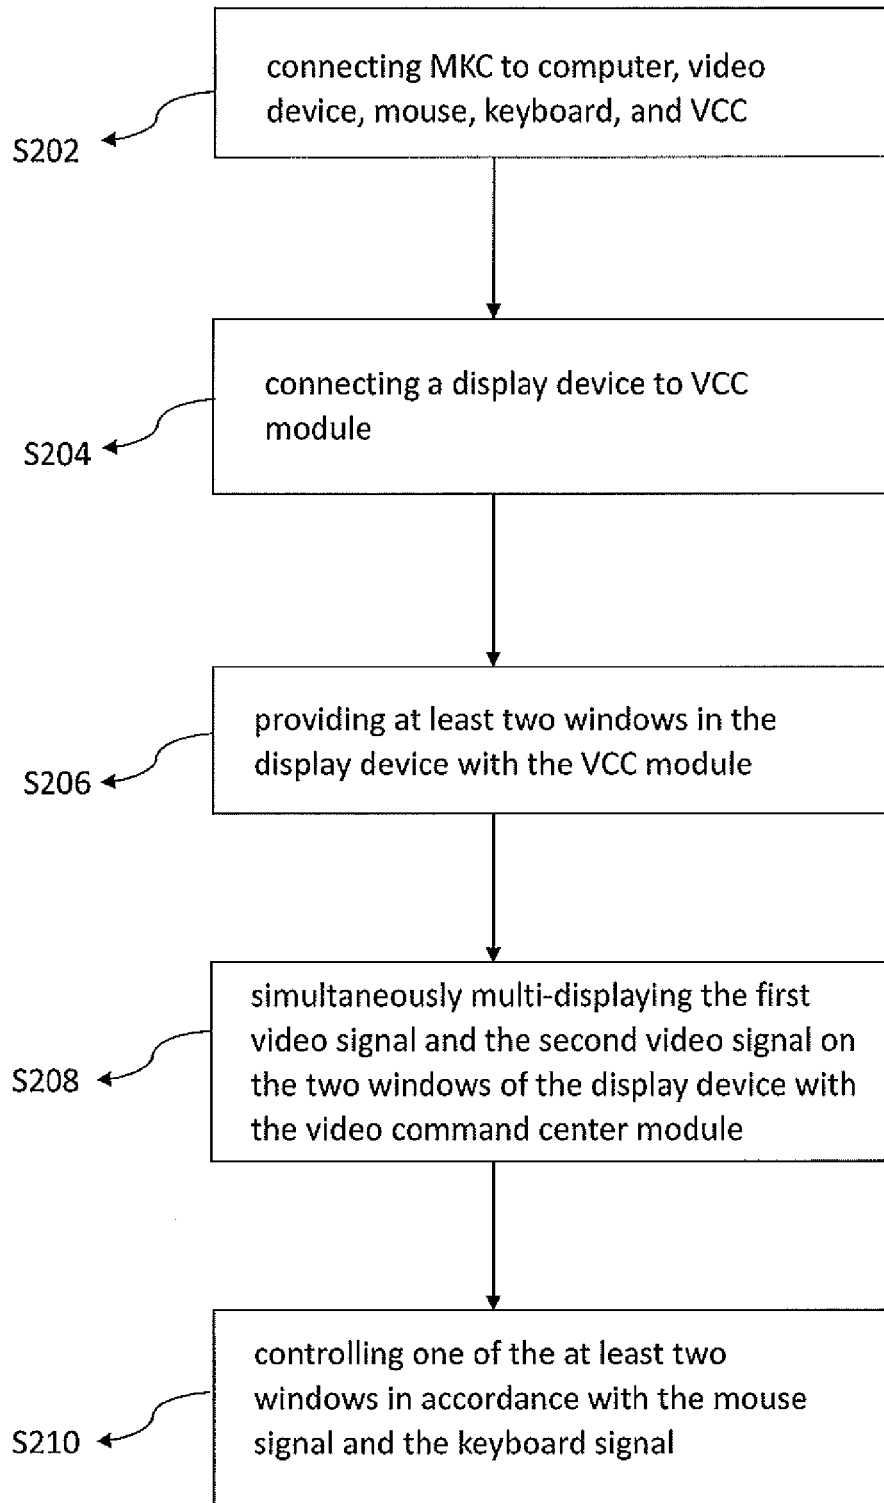 connecting MKC to computer, video
device, mouse, keyboard, and VCC
S202
connecting a display device to VCC
module
S204
providing at least two windows in the
display device with the VCC module
S206
simultaneously multi-displaying the first
video signal and the second video signal on
the two windows of the display device with
the video command center module
S208
controlling one of the at least two
windows in accordance with the mouse
signal and the keyboard signal
S210